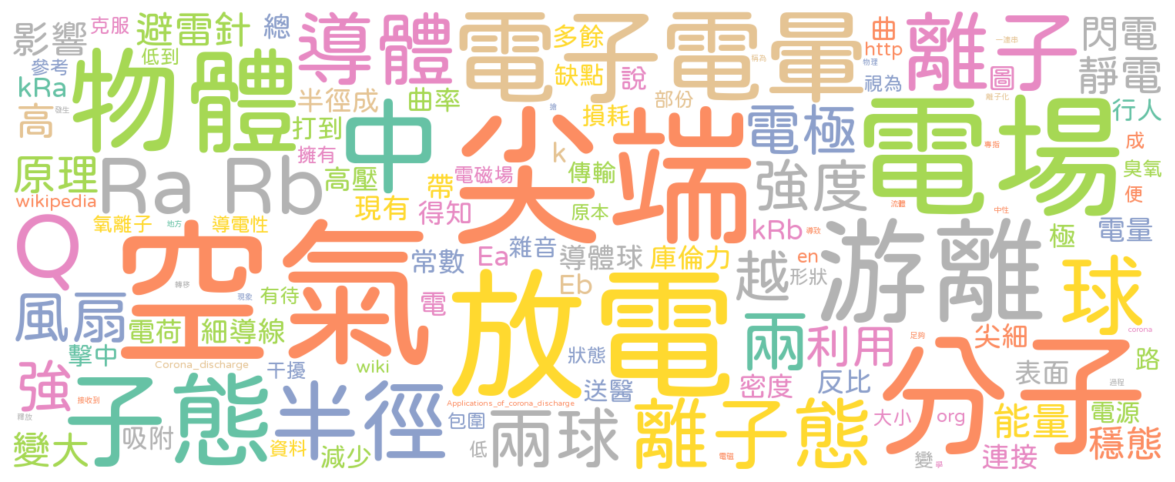 影響 克服 避雷針 總 導體 電子 電暈 多餘 曲 離子 閃電
參考 低到 物體 缺點 說 http 圖 靜電
kRa 半徑成 曲率 部份 視為
高 打到 中 尖端 損耗 電極 電場 行人
原理 Ra Rb 擁有 高壓 電磁場 k 傳輸 強度 成 臭氧
wikipedia 帶 現有 得知 原本 便
Q 氧離子 地方 導電性 空氣 Ea 雜音 導體球 庫倫力 kRb 越 en 游離 極 電量
常數 Eb 形狀 球
風扇 電荷 細導線 有待 電 放電 兩 利用 尖細 分子 corona
擊中 Corona_discharge 干擾 wiki 狀態 路
強 子態 半徑 Applications_of_corona_discharge 送醫 密度 反比 表面
包圍 大小 org 能量 電源
變大 吸附 資料 減少 低 兩球 離子態 變 連接 穩態